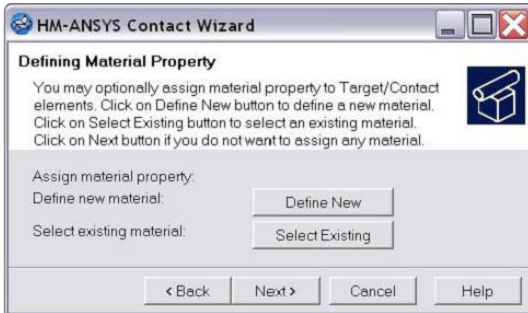 HM-ANSYS Contact Wizard
Defining Material Property
You may optionally assign material property to Target/Contact
elements. Click on Define New button to define a new material.
Click on Select Existing button to select an existing material.
Click on Next button if you do not want to assign any material.
Assign material property:
Define new material:
Define New
Select existing material:
Select Existing
< Back
Next >
Cancel
Help